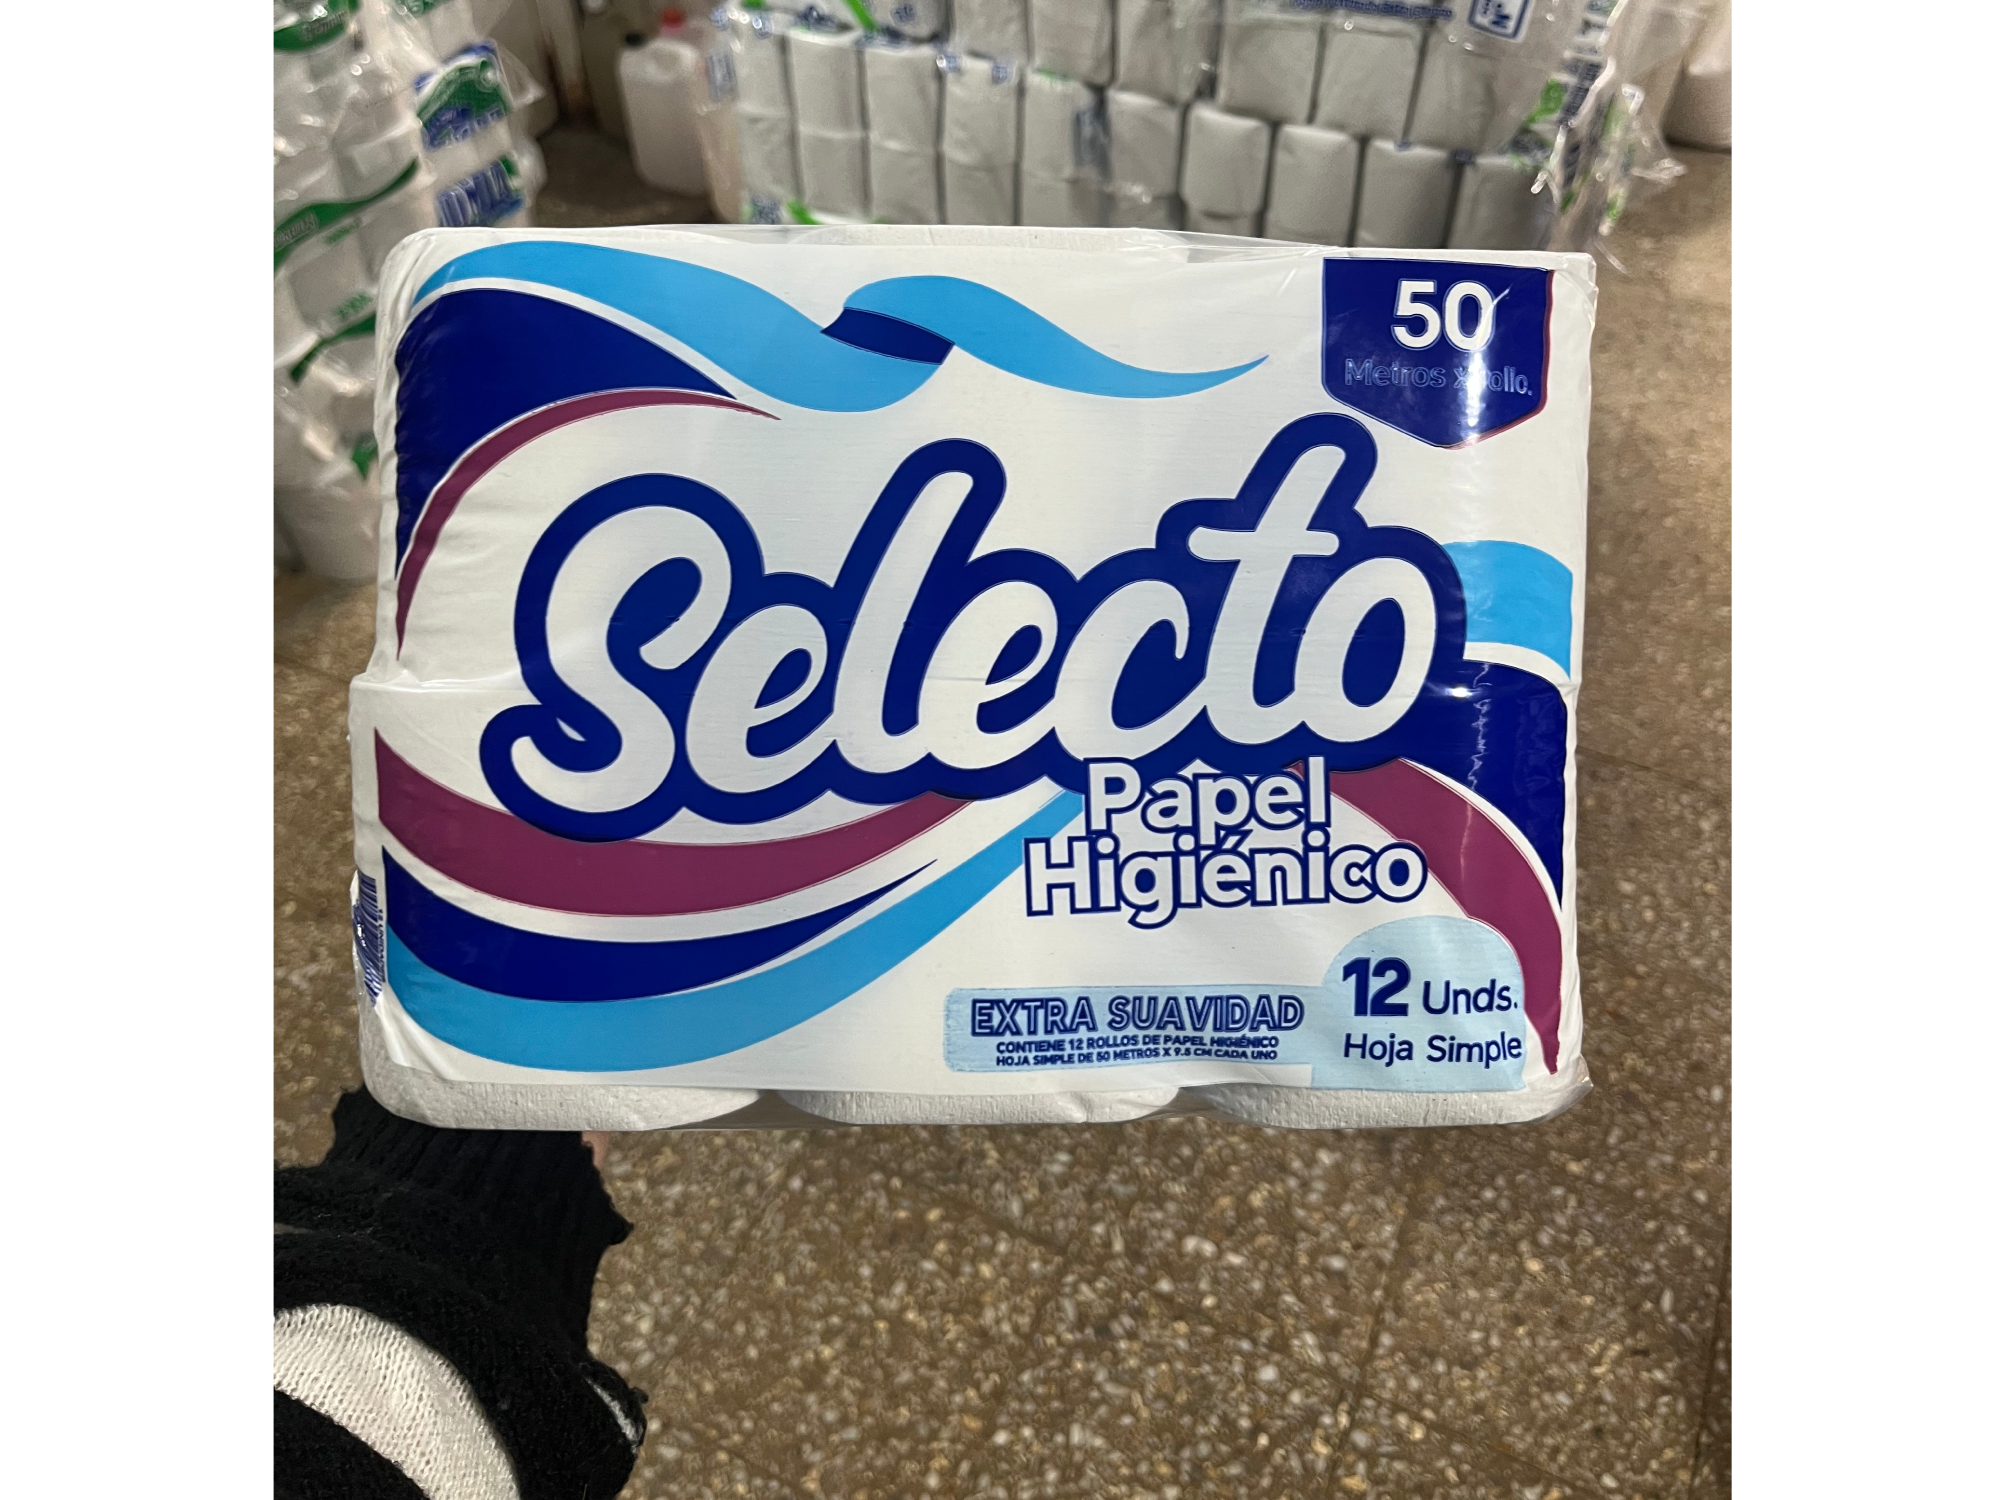 50
Metros x rollo.
Selecto
Papel
Higiénico
12 Unds.
Hoja Simple
EXTRA SUAVIDAD
CONTIENE 12 ROLLOS DE PAPEL HIGIÉNICO
HOJA SIMPLE DE 50 METROS X 9.5 CM CADA UNO